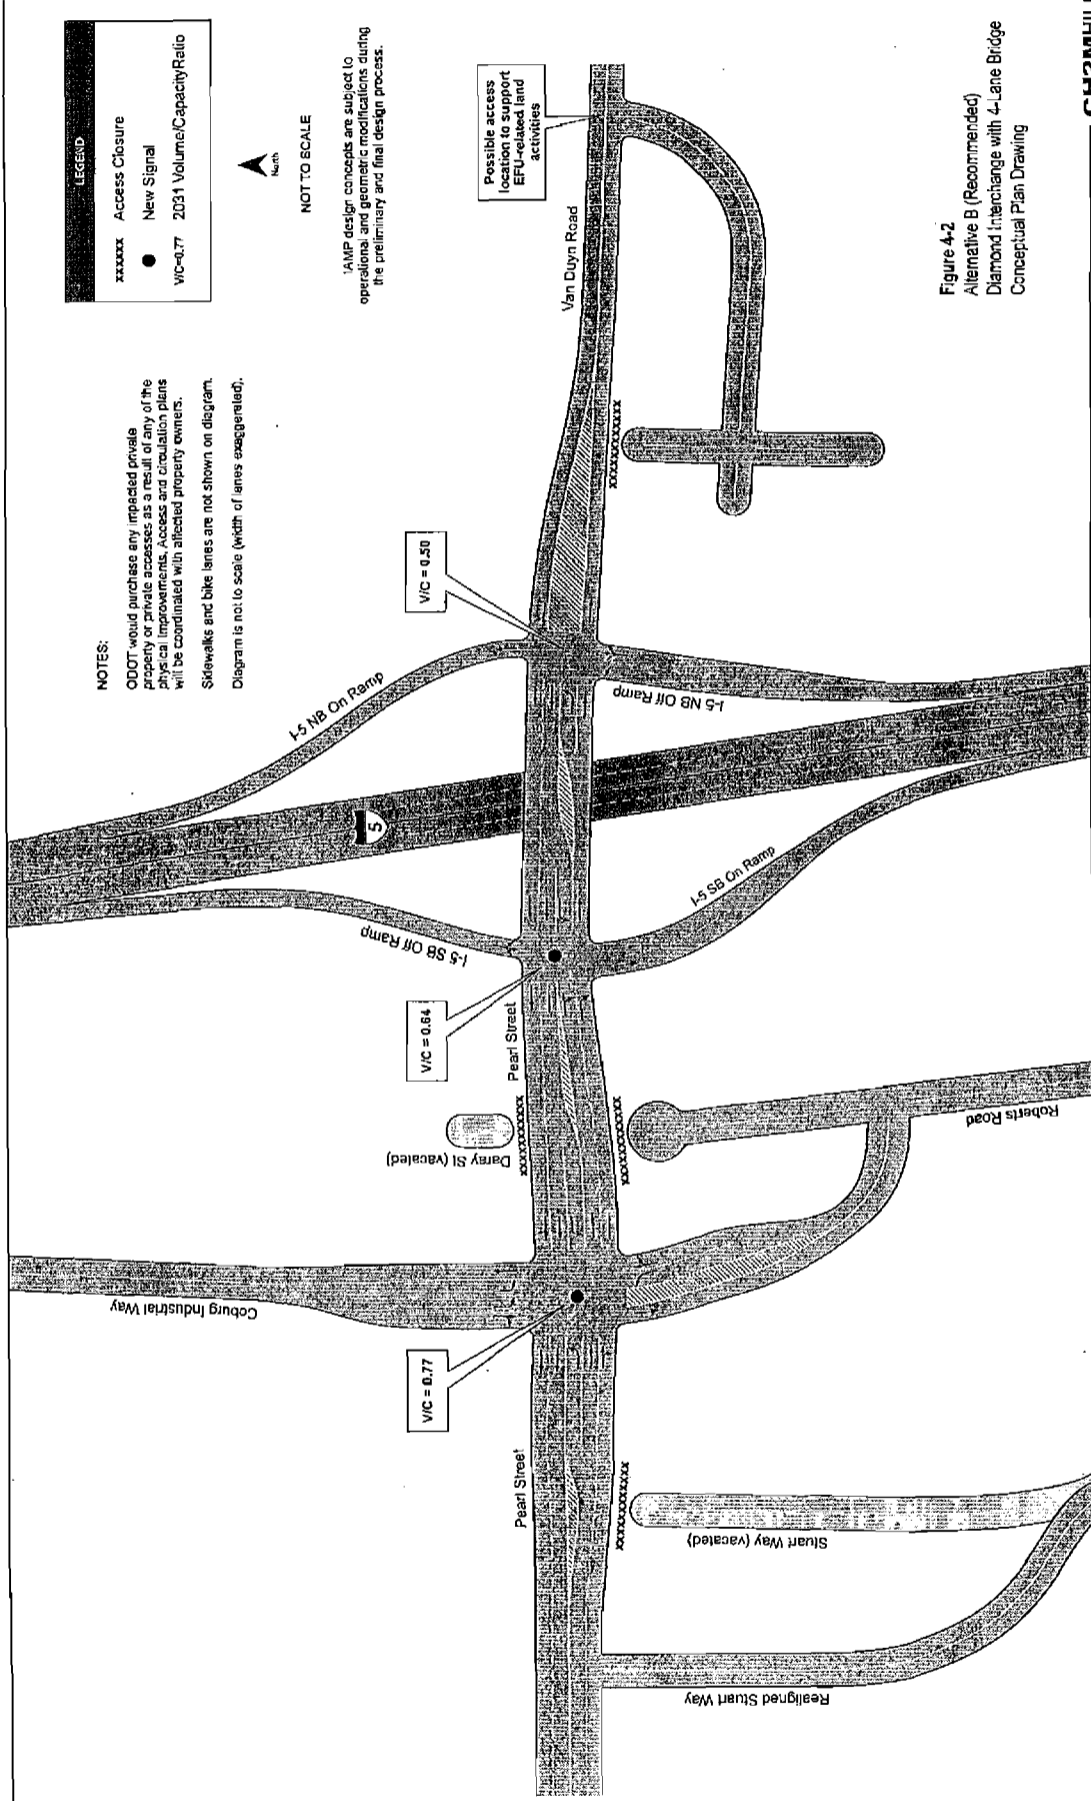 LEGEND
xxxxxx Access Closure
● New Signal
V/C=0.77 2031 Volume/Capacity Ratio
North
NOT TO SCALE
IAMP design concepts are subject to
operational and geometric modifications during
the preliminary and final design process.
NOTES:
ODOT would purchase any impacted private
property or private accesses as a result of any of the
physical improvements. Access and circulation plans
will be coordinated with affected property owners.
Sidewalks and bike lanes are not shown on diagram.
Diagram is not to scale (width of lanes exaggerated).
Possible access
location to support
EFU-related land
activities
Van Duyn Road
xxxxxxxxxxxx
V/C = 0.50
I-5 NB On Ramp
I-5 NB Off Ramp
5
I-5 SB Off Ramp
I-5 SB On Ramp
V/C = 0.64
Pearl Street
Daray St (vacated)
xxxxxxxxxxx
xxxxxxxxxxxx
Roberts Road
Coburg Industrial Way
V/C = 0.77
Pearl Street
xxxxxxxxxxxx
Stuart Way (vacated)
Realigned Stuart Way
Figure 4-2
Alternative B (Recommended)
Diamond Interchange with 4-Lane Bridge
Conceptual Plan Drawing
CH2MHILL